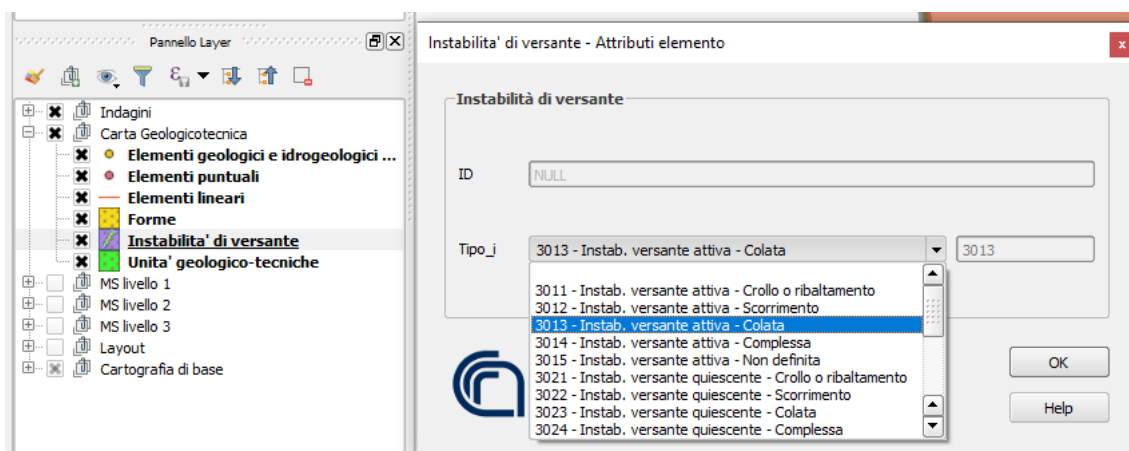 Pannello Layer
Indagini
Carta Geologicotecnica
Elementi geologici e idrogeologici ...
Elementi puntuali
Elementi lineari
Forme
Instabilita' di versante
Unita' geologico-tecniche
MS livello 1
MS livello 2
MS livello 3
Layout
Cartografia di base
Instabilita' di versante - Attributi elemento
x
Instabilità di versante
ID
NULL
Tipo_i
3013 - Instab. versante attiva - Colata
3013
3011 - Instab. versante attiva - Crollo o ribaltamento
3012 - Instab. versante attiva - Scorrimento
3013 - Instab. versante attiva - Colata
3014 - Instab. versante attiva - Complessa
3015 - Instab. versante attiva - Non definita
3021 - Instab. versante quiescente - Crollo o ribaltamento
3022 - Instab. versante quiescente - Scorrimento
3023 - Instab. versante quiescente - Colata
3024 - Instab. versante quiescente - Complessa
OK
Help